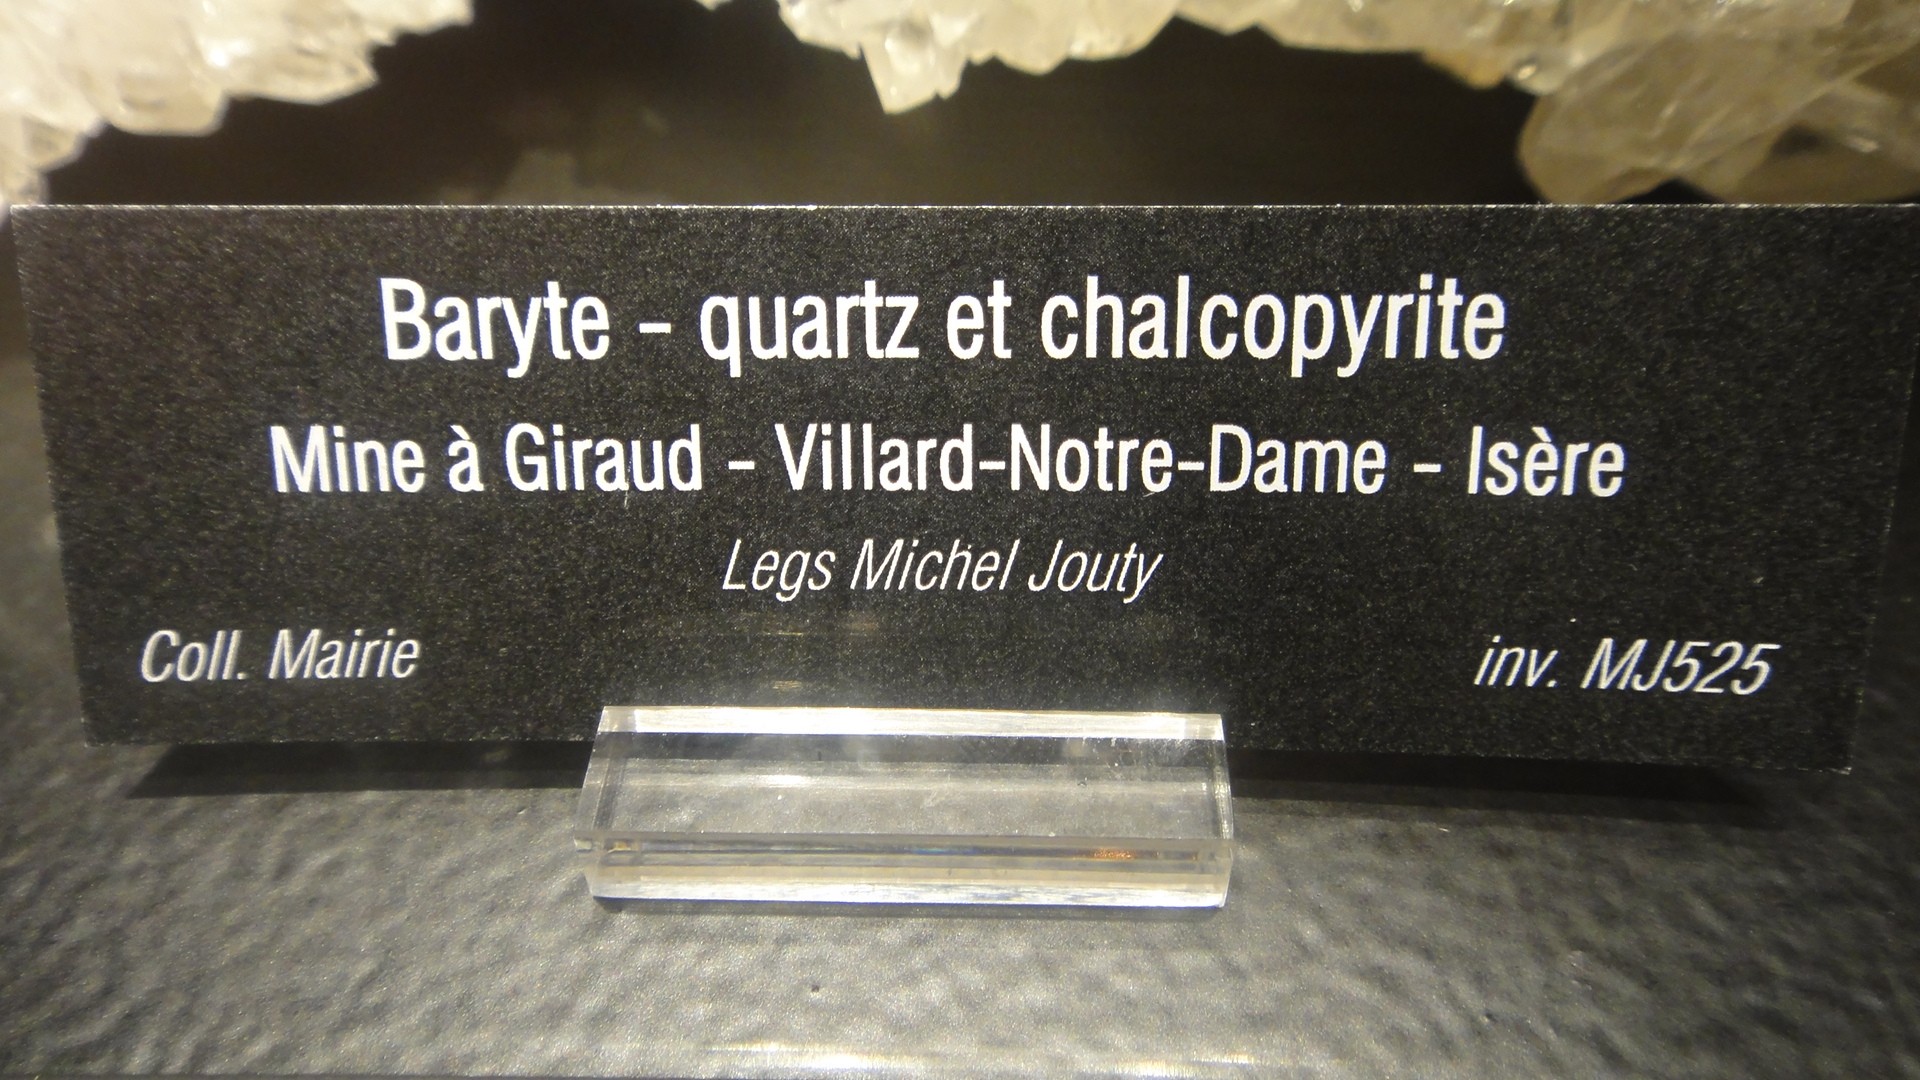 Baryte - quartz et chalcopyrite
Mine à Giraud - Villard-Notre-Dame - Isère
Legs Michel Jouty
Coll. Mairie
inv. MJ525